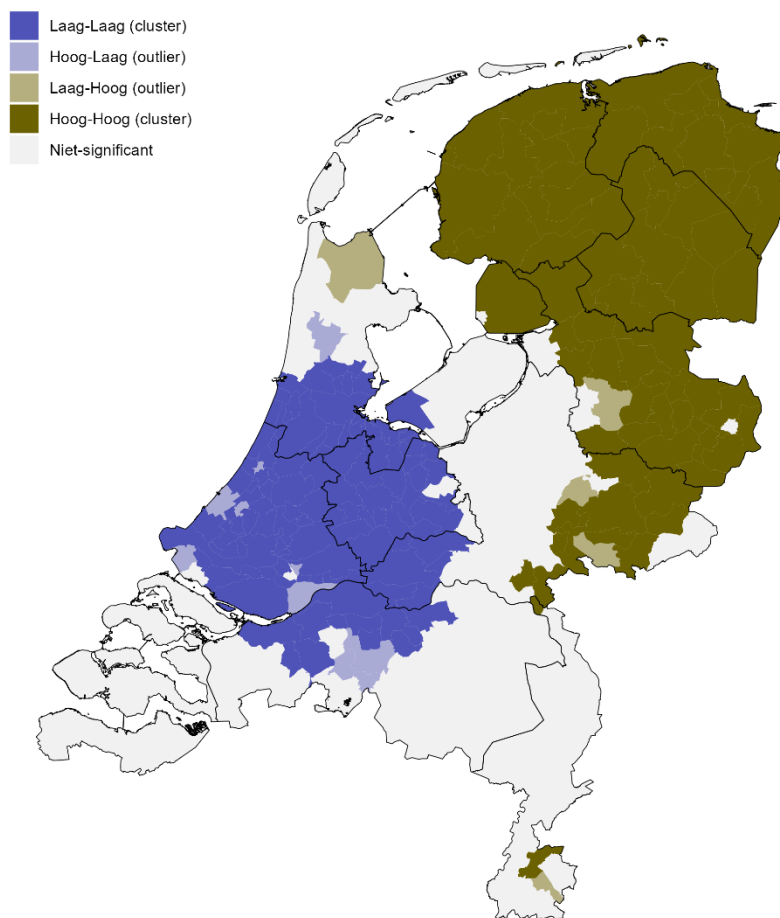 Laag-Laag (cluster)
Hoog-Laag (outlier)
Laag-Hoog (outlier)
Hoog-Hoog (cluster)
Niet-significant